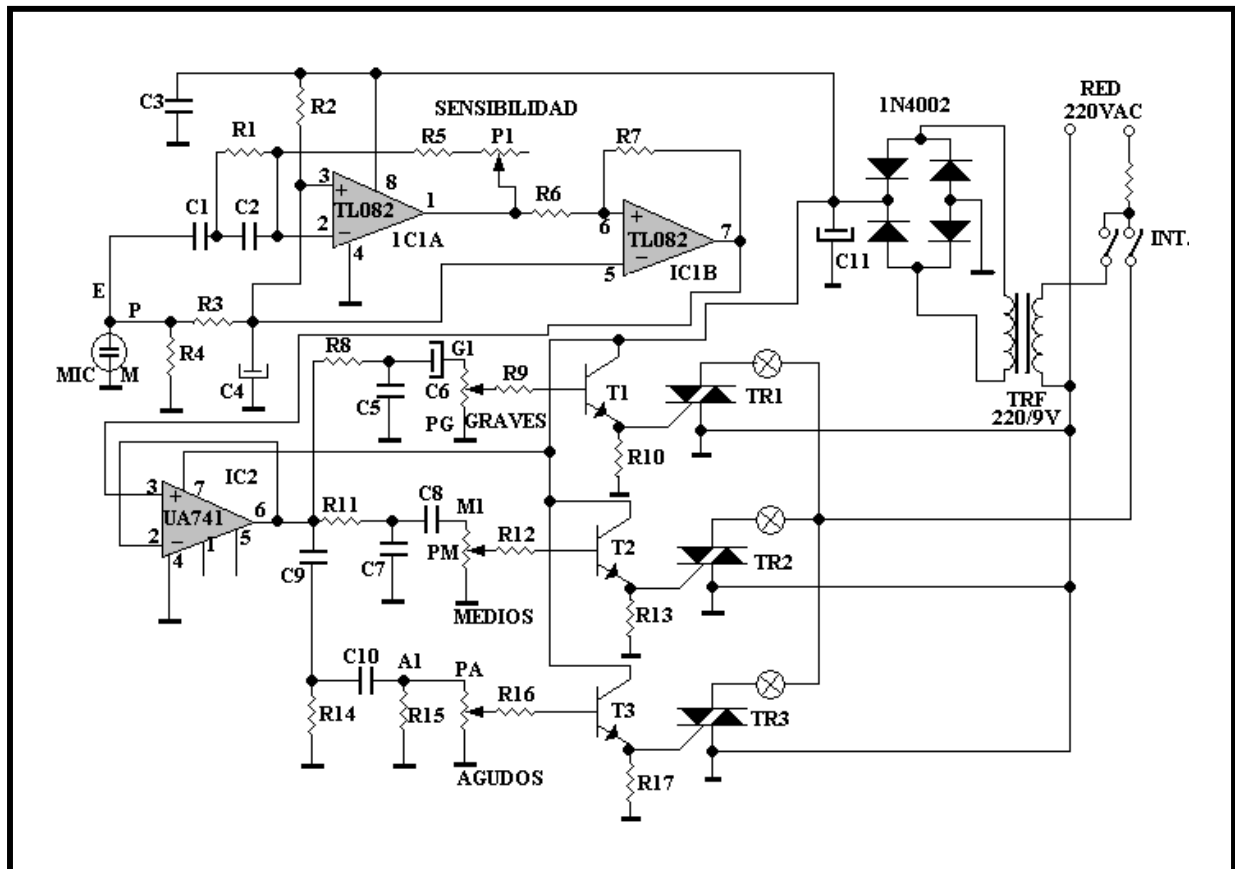 C3
R2
SENSIBILIDAD
1N4002
RED
220VAC
R1
R5
P1
R7
3
+
8
TL082
1
R6
C1
C2
2
−
1C1A
4
6
+
TL082
7
−
5
IC1B
C11
INT.
E
P
R3
R4
MIC
M
C4
R8
G1
C6
C5
PG
GRAVES
R9
T1
R10
TR1
TRF
220/9V
IC2
3
+
7
UA741
6
2
−
4
1
5
R11
C8
M1
C9
C7
PM
R12
T2
TR2
R13
MEDIOS
C10
A1
PA
R14
R15
R16
T3
TR3
R17
AGUDOS